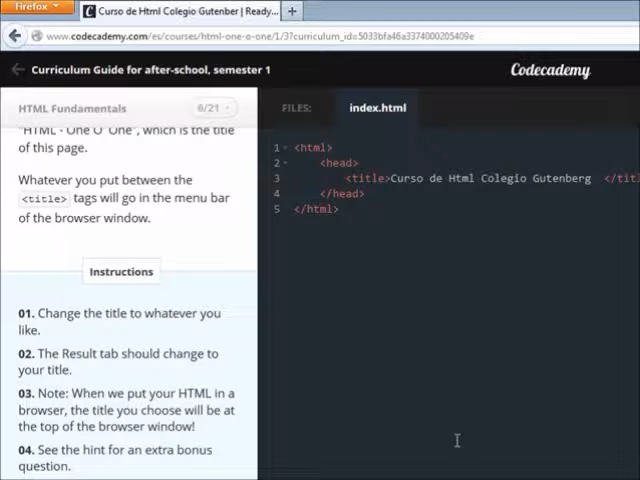 Firefox
Curso de Html Colegio Gutenber | Ready...
www.codecademy.com/es/courses/html-one-o-one/1/3?curriculum_id=5033bfa46a3374000205409e
Curriculum Guide for after-school, semester 1
Codecademy
HTML Fundamentals
6/21
FILES:
index.html
"HTML - One O One", which is the title
of this page.
Whatever you put between the
<title> tags will go in the menu bar
of the browser window.
Instructions
01. Change the title to whatever you
like.
02. The Result tab should change to
your title.
03. Note: When we put your HTML in a
browser, the title you choose will be at
the top of the browser window!
04. See the hint for an extra bonus
question.
1 <html>
2 <head>
3 <title>Curso de Html Colegio Gutenberg </titl
4 </head>
5 </html>